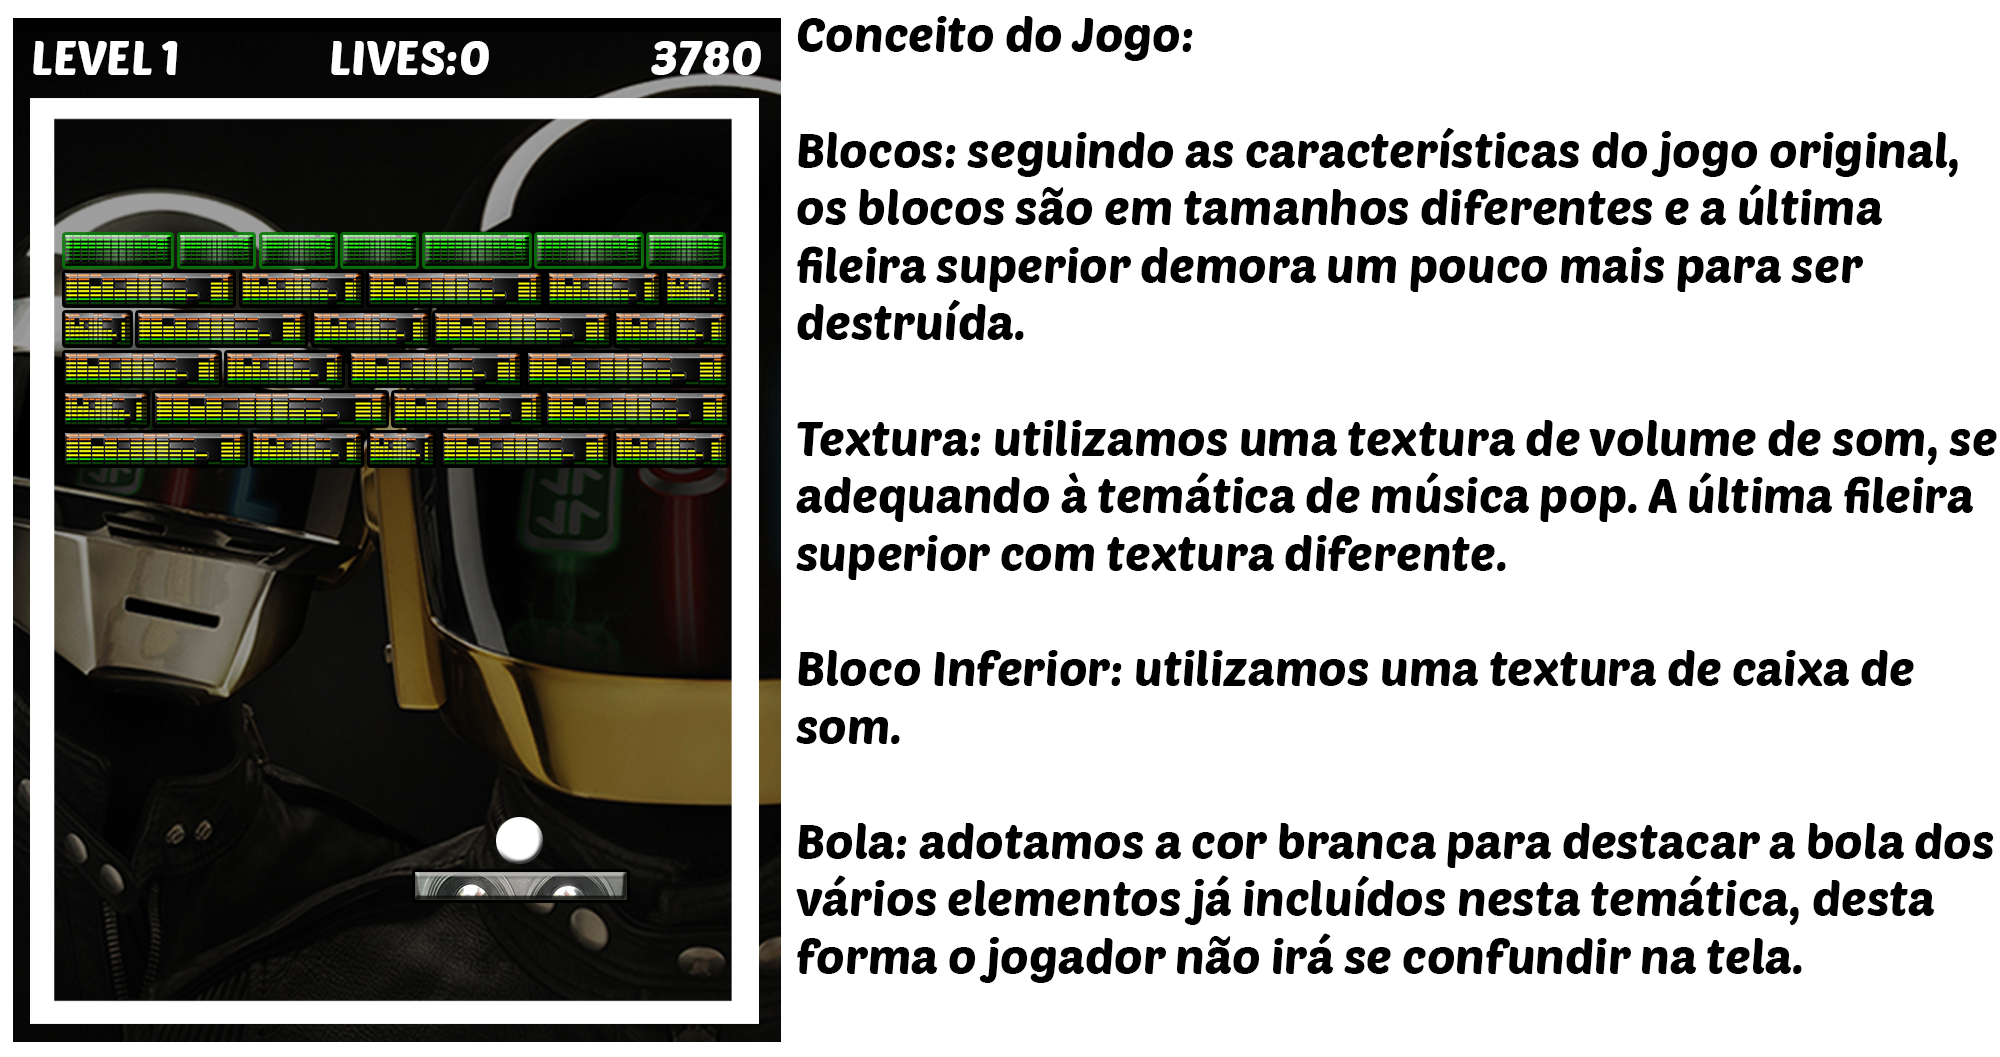 LEVEL 1 LIVES:0 3780
Conceito do Jogo:
Blocos: seguindo as características do jogo original,
os blocos são em tamanhos diferentes e a última
fileira superior demora um pouco mais para ser
destruída.
Textura: utilizamos uma textura de volume de som, se
adequando à temática de música pop. A última fileira
superior com textura diferente.
Bloco Inferior: utilizamos uma textura de caixa de
som.
Bola: adotamos a cor branca para destacar a bola dos
vários elementos já incluídos nesta temática, desta
forma o jogador não irá se confundir na tela.